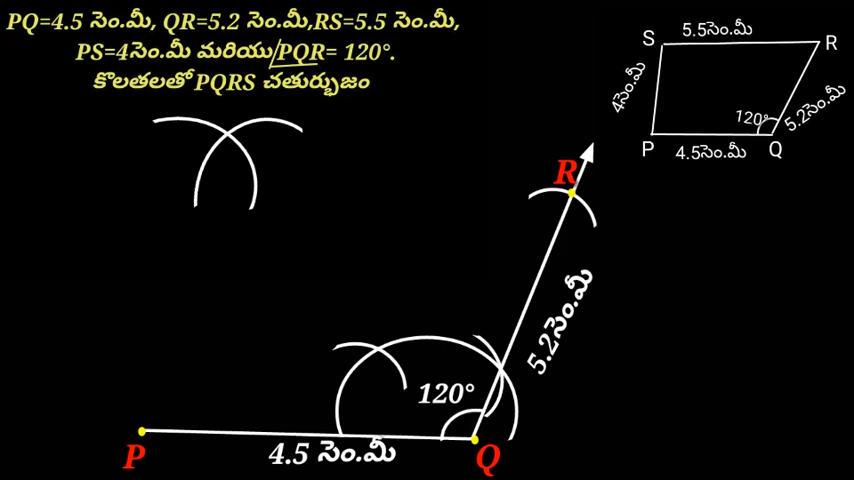 PQ=4.5 సెం.మీ, QR=5.2 సెం.మీ,RS=5.5 సెం.మీ,
PS=4సెం.మీ మరియు∠PQR= 120°.
కొలతలతో PQRS చతుర్భుజం
S
5.5సెం.మీ
R
4సెం.మీ
120°
5.2సెం.మీ
P
4.5సెం.మీ
Q
R
5.2సెం.మీ
120°
P
4.5 సెం.మీ
Q